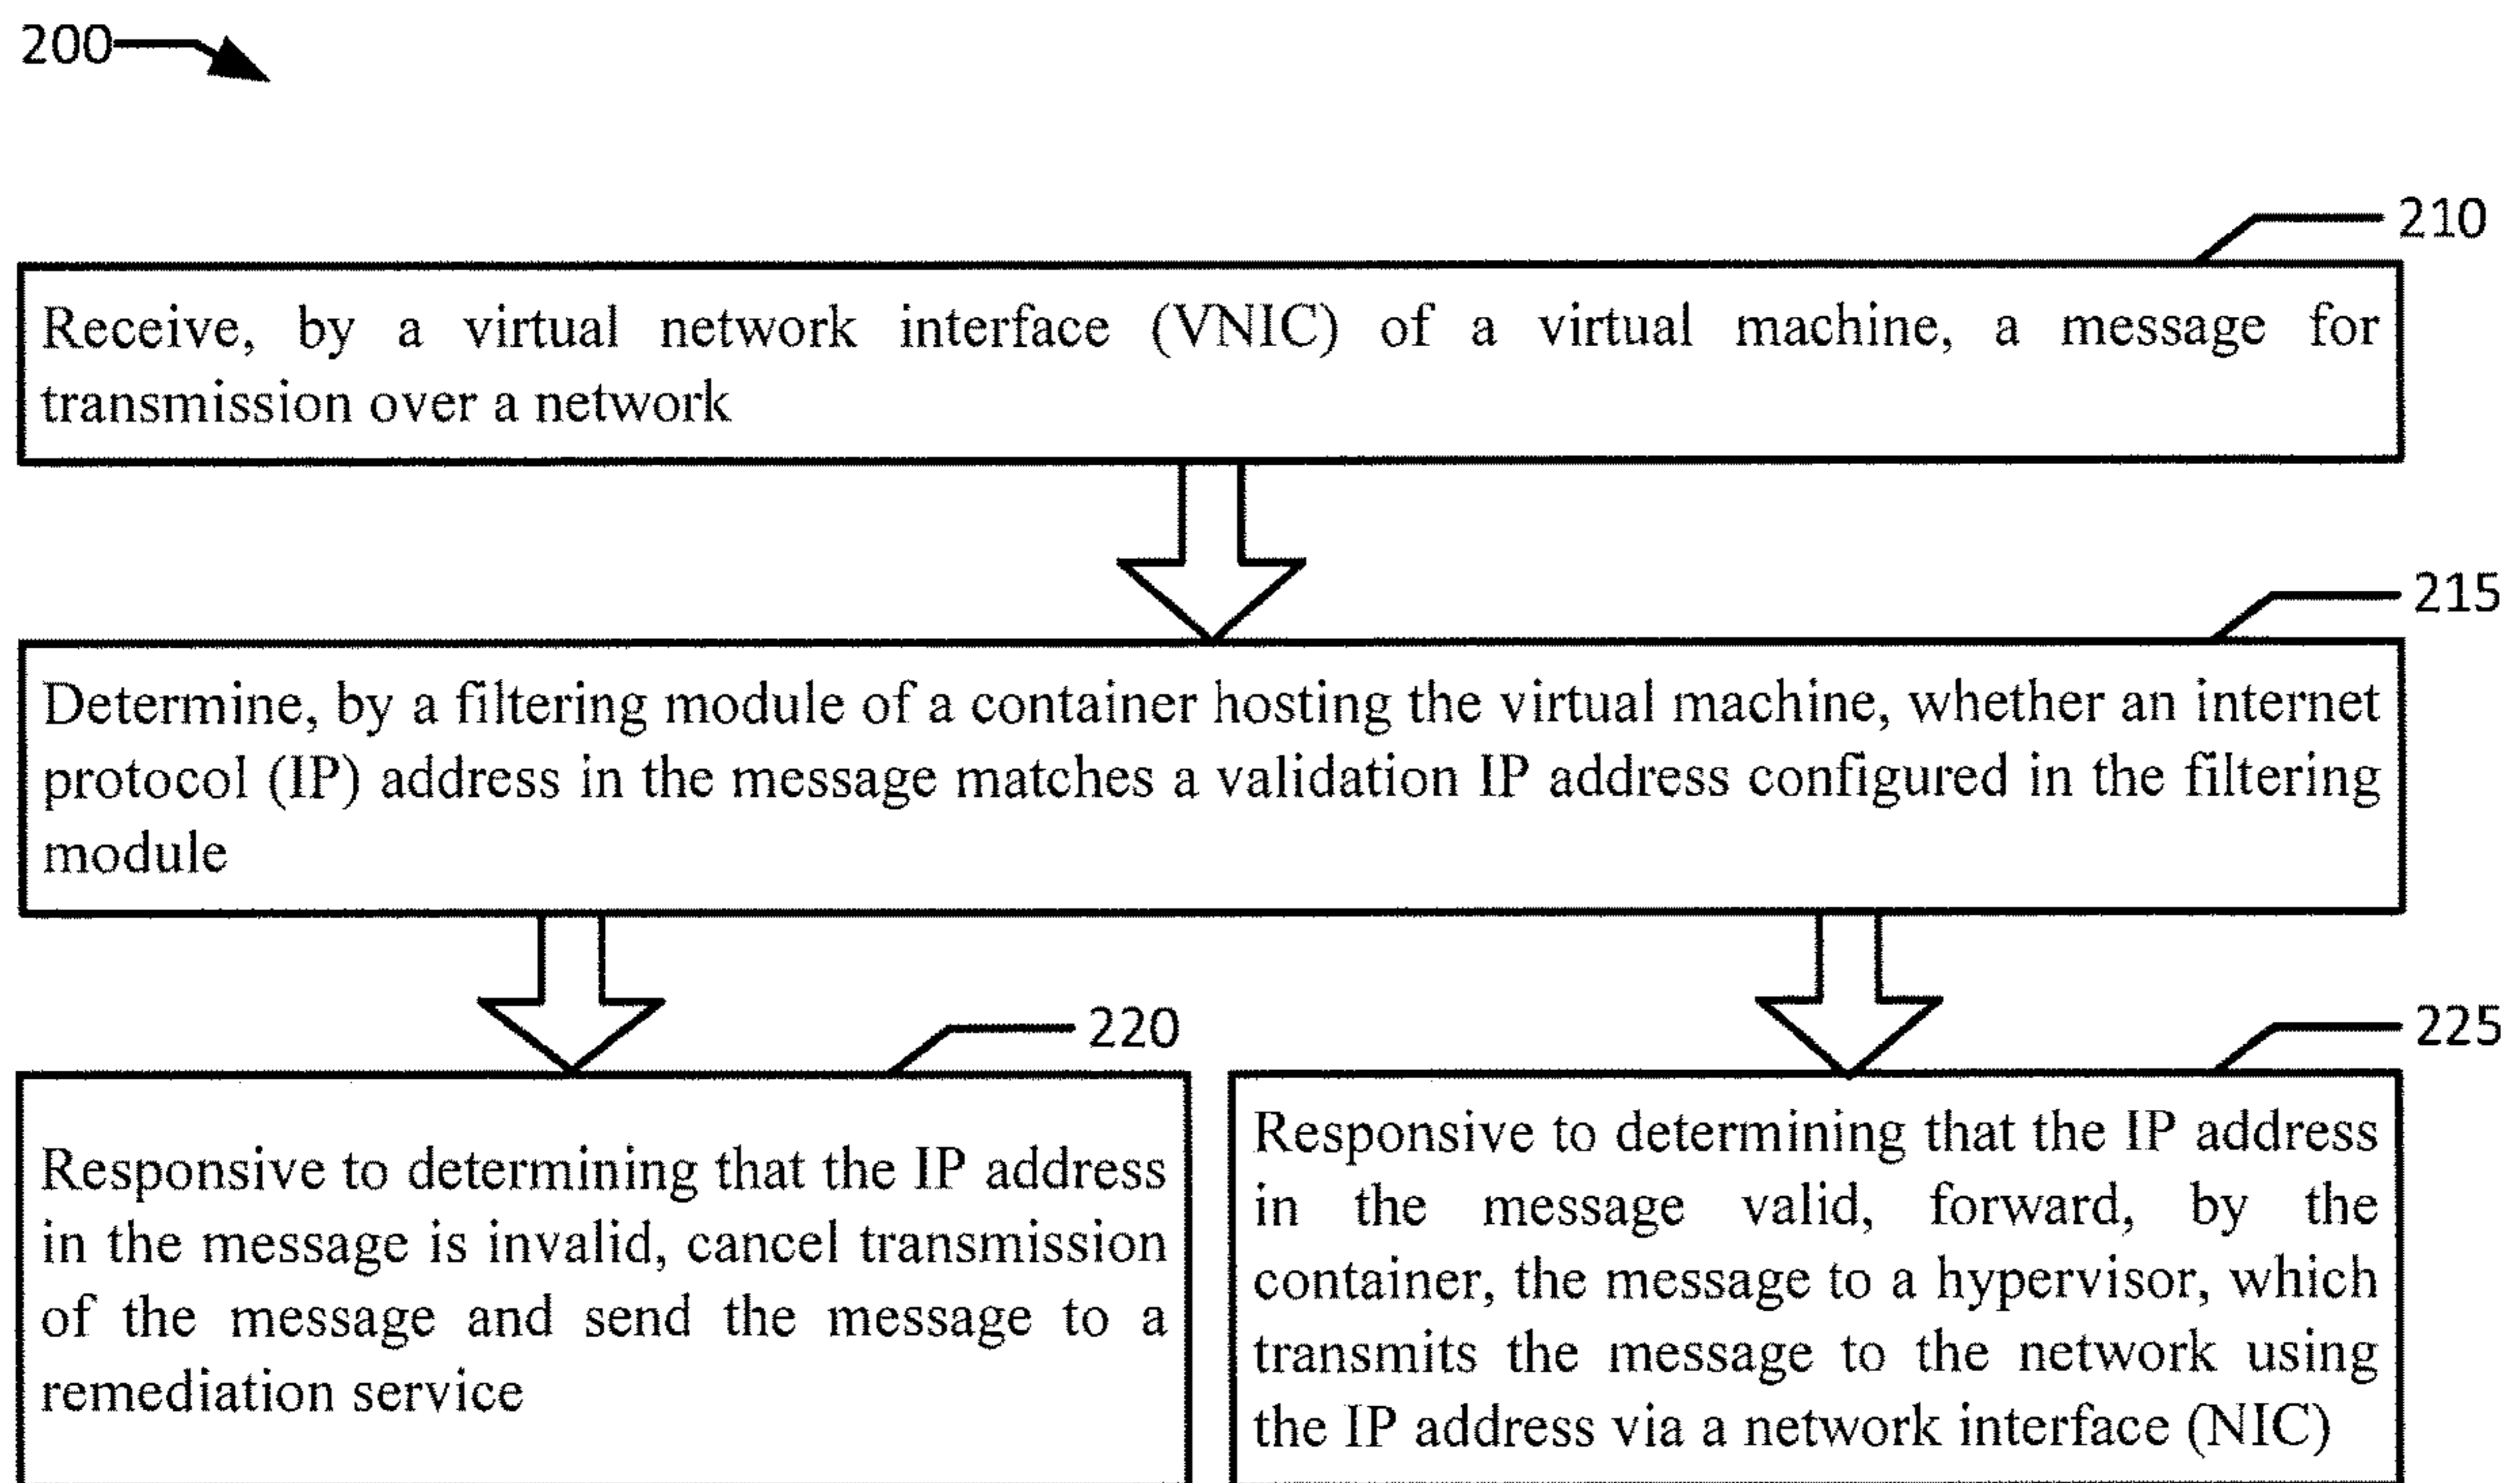 200
210
Receive, by a virtual network interface (VNIC) of a virtual machine, a message for
transmission over a network
215
Determine, by a filtering module of a container hosting the virtual machine, whether an internet
protocol (IP) address in the message matches a validation IP address configured in the filtering
module
220
Responsive to determining that the IP address
in the message is invalid, cancel transmission
of the message and send the message to a
remediation service
225
Responsive to determining that the IP address
in the message valid, forward, by the
container, the message to a hypervisor, which
transmits the message to the network using
the IP address via a network interface (NIC)